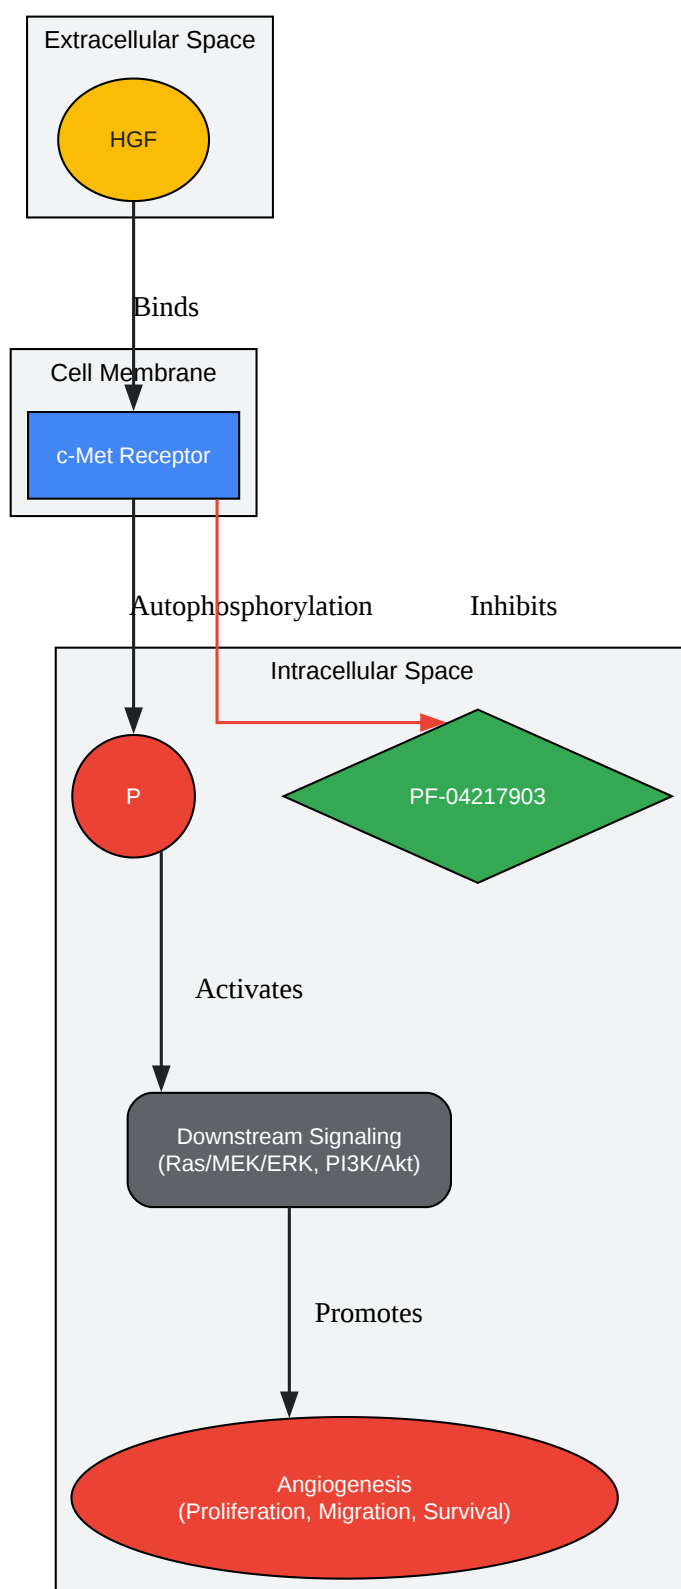 Extracellular Space
HGF
Binds
Cell Membrane
c-Met Receptor
Autophosphorylation
Inhibits
Intracellular Space
P
PF-04217903
Activates
Downstream Signaling
(Ras/MEK/ERK, PI3K/Akt)
Promotes
Angiogenesis
(Proliferation, Migration, Survival)